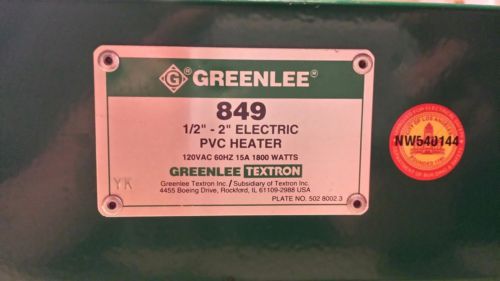 G® GREENLEE®
849
1/2" - 2" ELECTRIC
PVC HEATER
120VAC 60HZ 15A 1800 WATTS
GREENLEE TEXTRON
Greenlee Textron Inc. / Subsidiary of Textron Inc.
4455 Boeing Drive, Rockford, IL 61109-2988 USA
PLATE NO. 502 8002.3
YK
NW540144